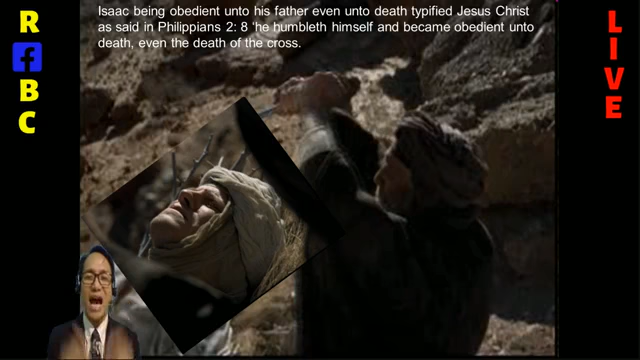 Isaac being obedient unto his father even unto death typified Jesus Christ
as said in Philippians 2: 8 ‘he humbleth himself and became obedient unto
death, even the death of the cross.
R
f
B
C
L
I
V
E